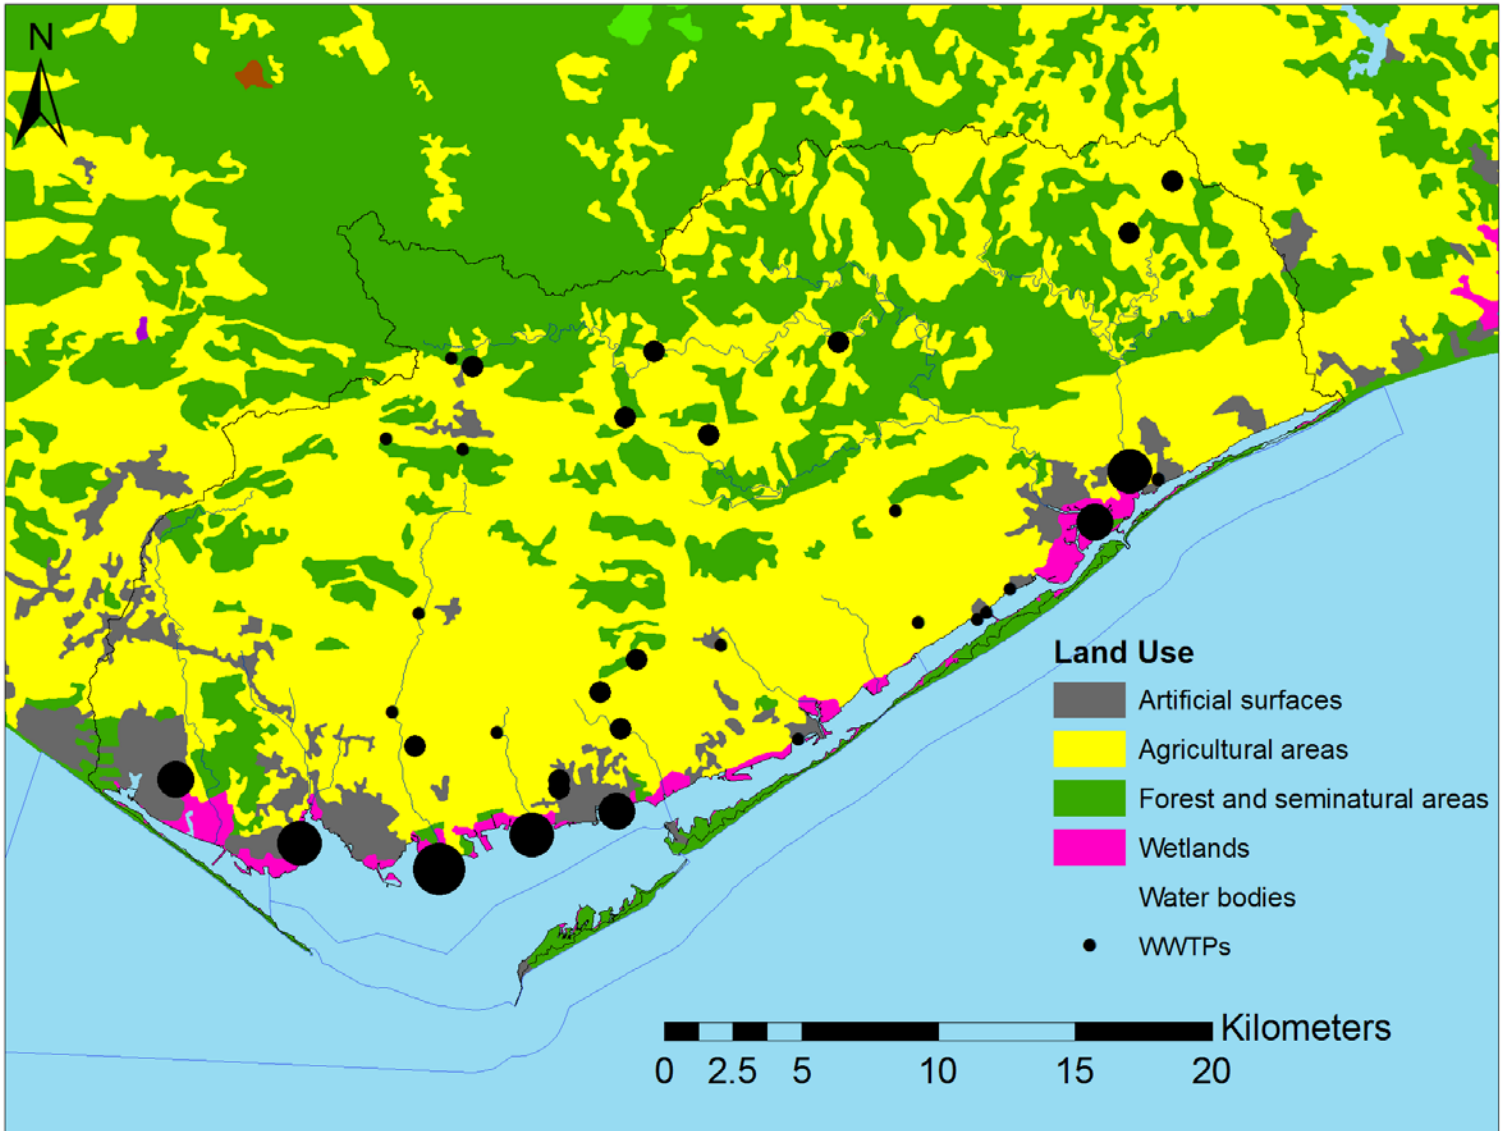 N
Land Use
Artificial surfaces
Agricultural areas
Forest and seminatural areas
Wetlands
Water bodies
WWTPs
Kilometers
0 2.5 5 10 15 20